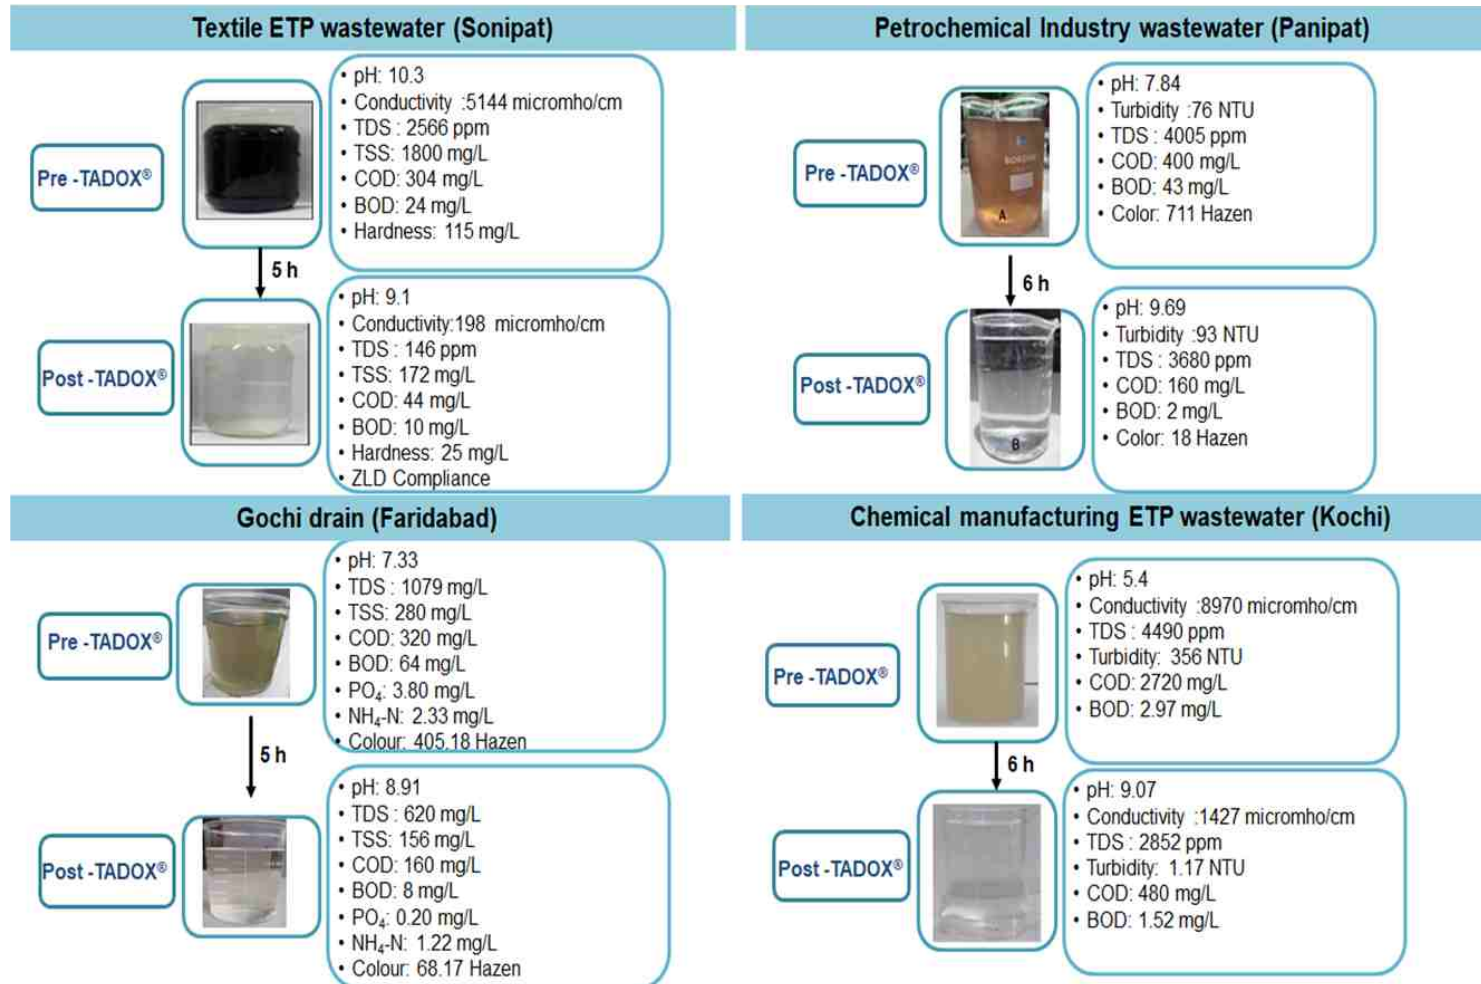 Textile ETP wastewater (Sonipat)
Pre -TADOX®
• pH: 10.3
• Conductivity :5144 micromho/cm
• TDS : 2566 ppm
• TSS: 1800 mg/L
• COD: 304 mg/L
• BOD: 24 mg/L
• Hardness: 115 mg/L
5 h
Post -TADOX®
• pH: 9.1
• Conductivity:198 micromho/cm
• TDS : 146 ppm
• TSS: 172 mg/L
• COD: 44 mg/L
• BOD: 10 mg/L
• Hardness: 25 mg/L
• ZLD Compliance
Petrochemical Industry wastewater (Panipat)
Pre -TADOX®
A
• pH: 7.84
• Turbidity :76 NTU
• TDS : 4005 ppm
• COD: 400 mg/L
• BOD: 43 mg/L
• Color: 711 Hazen
6 h
Post -TADOX®
B
• pH: 9.69
• Turbidity :93 NTU
• TDS : 3680 ppm
• COD: 160 mg/L
• BOD: 2 mg/L
• Color: 18 Hazen
Gochi drain (Faridabad)
Pre -TADOX®
• pH: 7.33
• TDS : 1079 mg/L
• TSS: 280 mg/L
• COD: 320 mg/L
• BOD: 64 mg/L
• PO₄: 3.80 mg/L
• NH₄-N: 2.33 mg/L
• Colour: 405.18 Hazen
5 h
Post -TADOX®
• pH: 8.91
• TDS : 620 mg/L
• TSS: 156 mg/L
• COD: 160 mg/L
• BOD: 8 mg/L
• PO₄: 0.20 mg/L
• NH₄-N: 1.22 mg/L
• Colour: 68.17 Hazen
Chemical manufacturing ETP wastewater (Kochi)
Pre -TADOX®
• pH: 5.4
• Conductivity :8970 micromho/cm
• TDS : 4490 ppm
• Turbidity: 356 NTU
• COD: 2720 mg/L
• BOD: 2.97 mg/L
6 h
Post -TADOX®
• pH: 9.07
• Conductivity :1427 micromho/cm
• TDS : 2852 ppm
• Turbidity: 1.17 NTU
• COD: 480 mg/L
• BOD: 1.52 mg/L